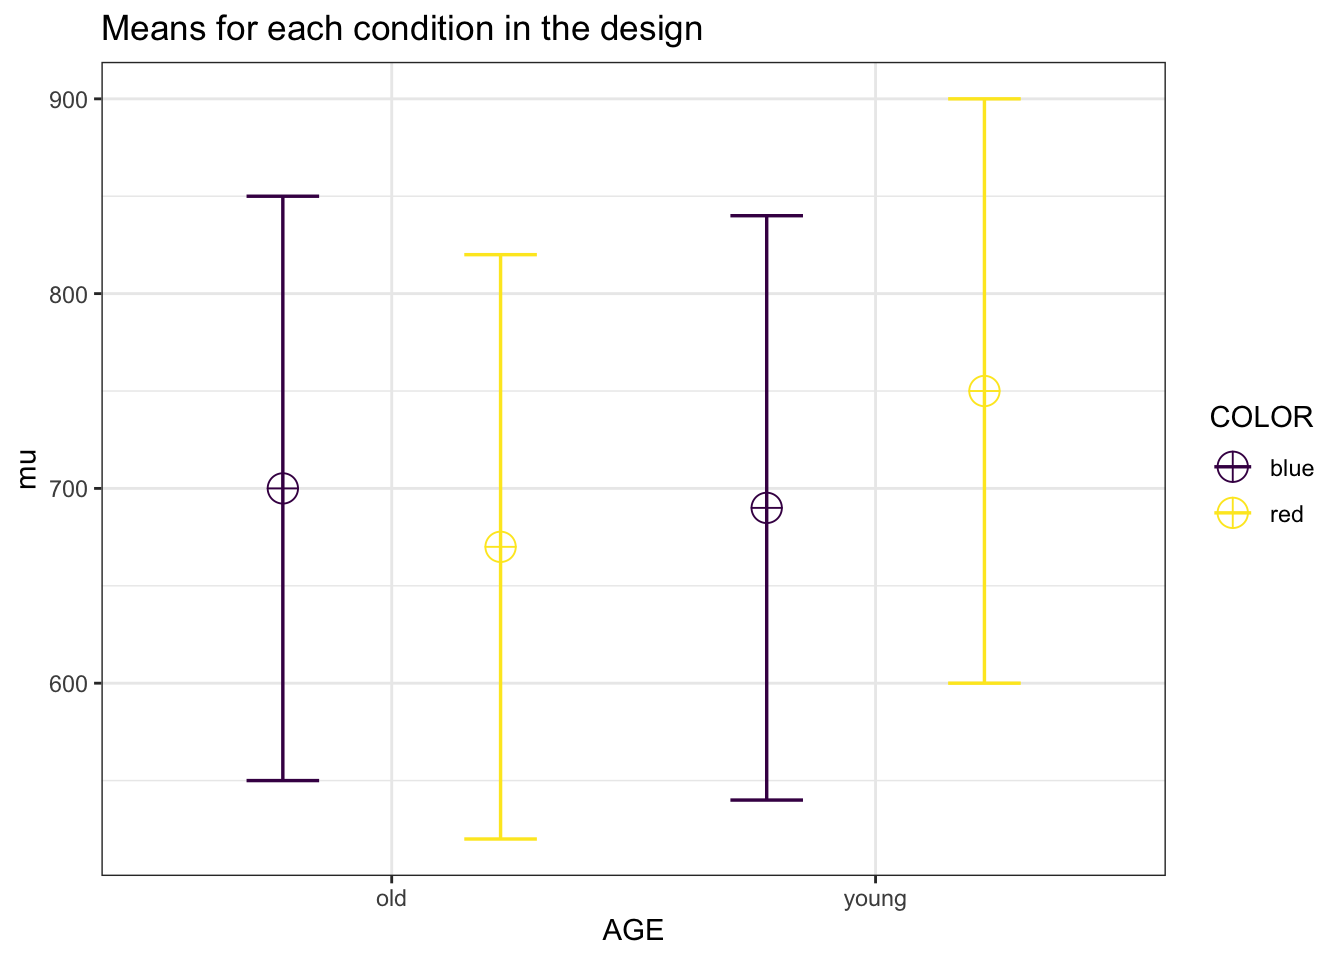 Means for each condition in the design
900
800
700
600
mu
old
young
AGE
COLOR
blue
red